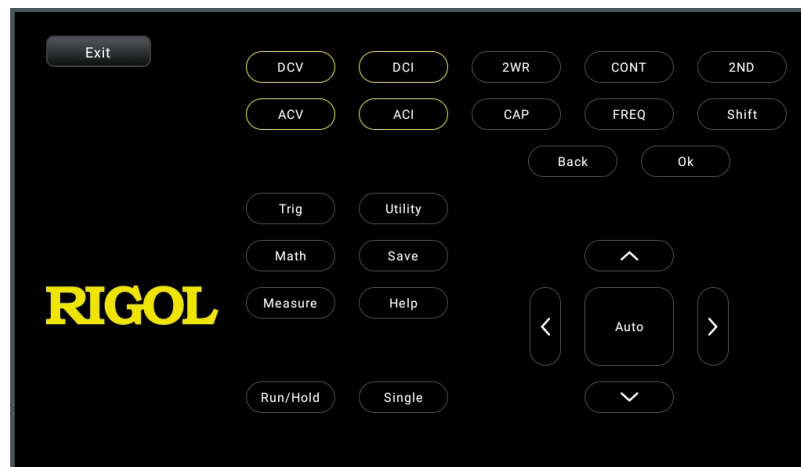 Exit
DCV DCI 2WR CONT 2ND
ACV ACI CAP FREQ Shift
Back Ok
Trig Utility
Math Save
RIGOL
Measure Help
Auto
Run/Hold Single